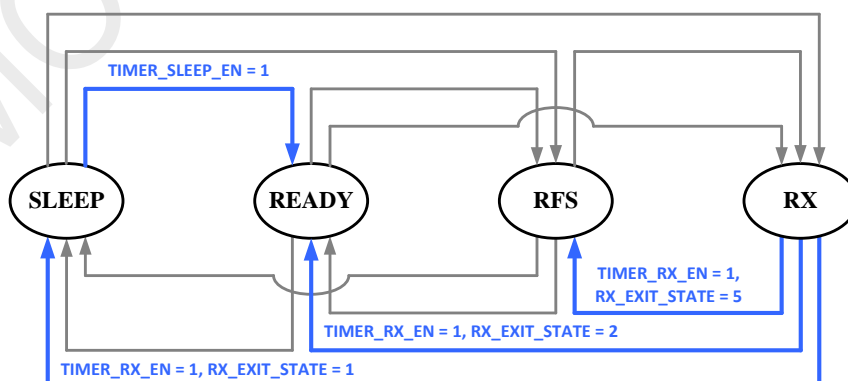 TIMER_SLEEP_EN = 1
SLEEP
READY
RFS
RX
TIMER_RX_EN = 1,
RX_EXIT_STATE = 5
TIMER_RX_EN = 1, RX_EXIT_STATE = 2
TIMER_RX_EN = 1, RX_EXIT_STATE = 1